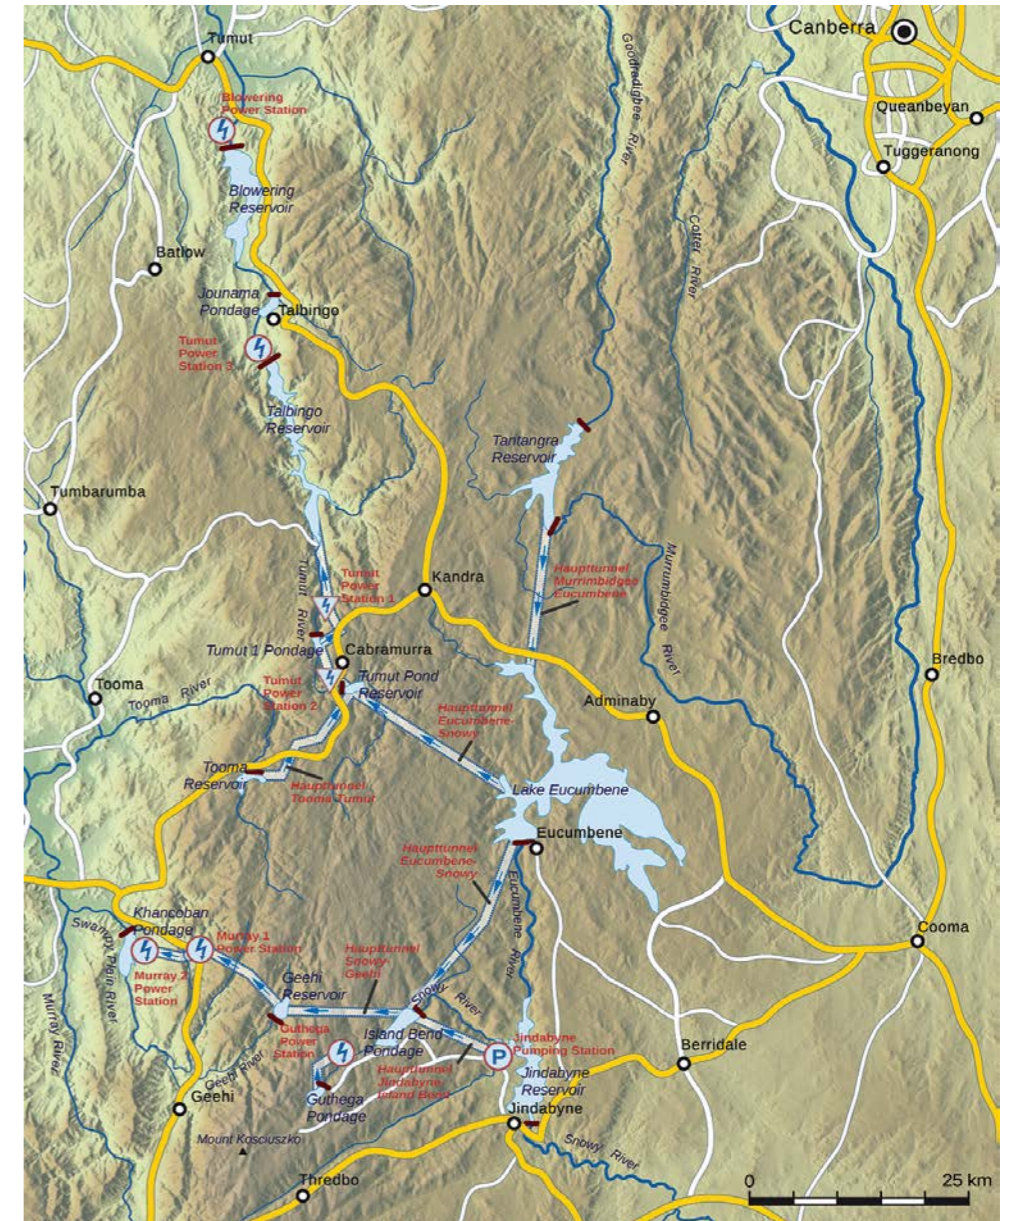 Canberra
Tumut
Goodradigbee River
Blowering
Power Station
Queanbeyan
Tuggeranong
Blowering
Reservoir
Cotter River
Batlow
Jounama
Pondage
Talbingo
Tumut
Power
Station 3
Talbingo
Reservoir
Tantangra
Reservoir
Tumbarumba
Tumut River
Tumut
Power
Station 1
Kandra
Haupttunnel
Murrimbidgee
Eucumbene
Murrumbidgee River
Tumut 1 Pondage
Cabramurra
Bredbo
Tooma
Tooma River
Tumut
Power
Station 2
Tumut Pond
Reservoir
Adminaby
Haupttunnel
Eucumbene-
Snowy
Tooma
Reservoir
Haupttunnel
Tooma Tumut
Lake Eucumbene
Eucumbene
Haupttunnel
Eucumbene-
Snowy
Eucumbene River
Khancoban
Pondage
Swampy Plain River
Murray 1
Power Station
Cooma
Haupttunnel
Snowy-
Geehi
Murray 2
Power
Station
Geehi
Reservoir
Snowy River
Murray River
Guthega
Power
Station
Island Bend
Pondage
Jindabyne
Pumping Station
P
Berridale
Haupttunnel
Jindabyne
Island Bend
Jindabyne
Reservoir
Geehi River
Geehi
Guthega
Pondage
Jindabyne
Mount Kosciuszko
Snowy River
Thredbo
0 25 km